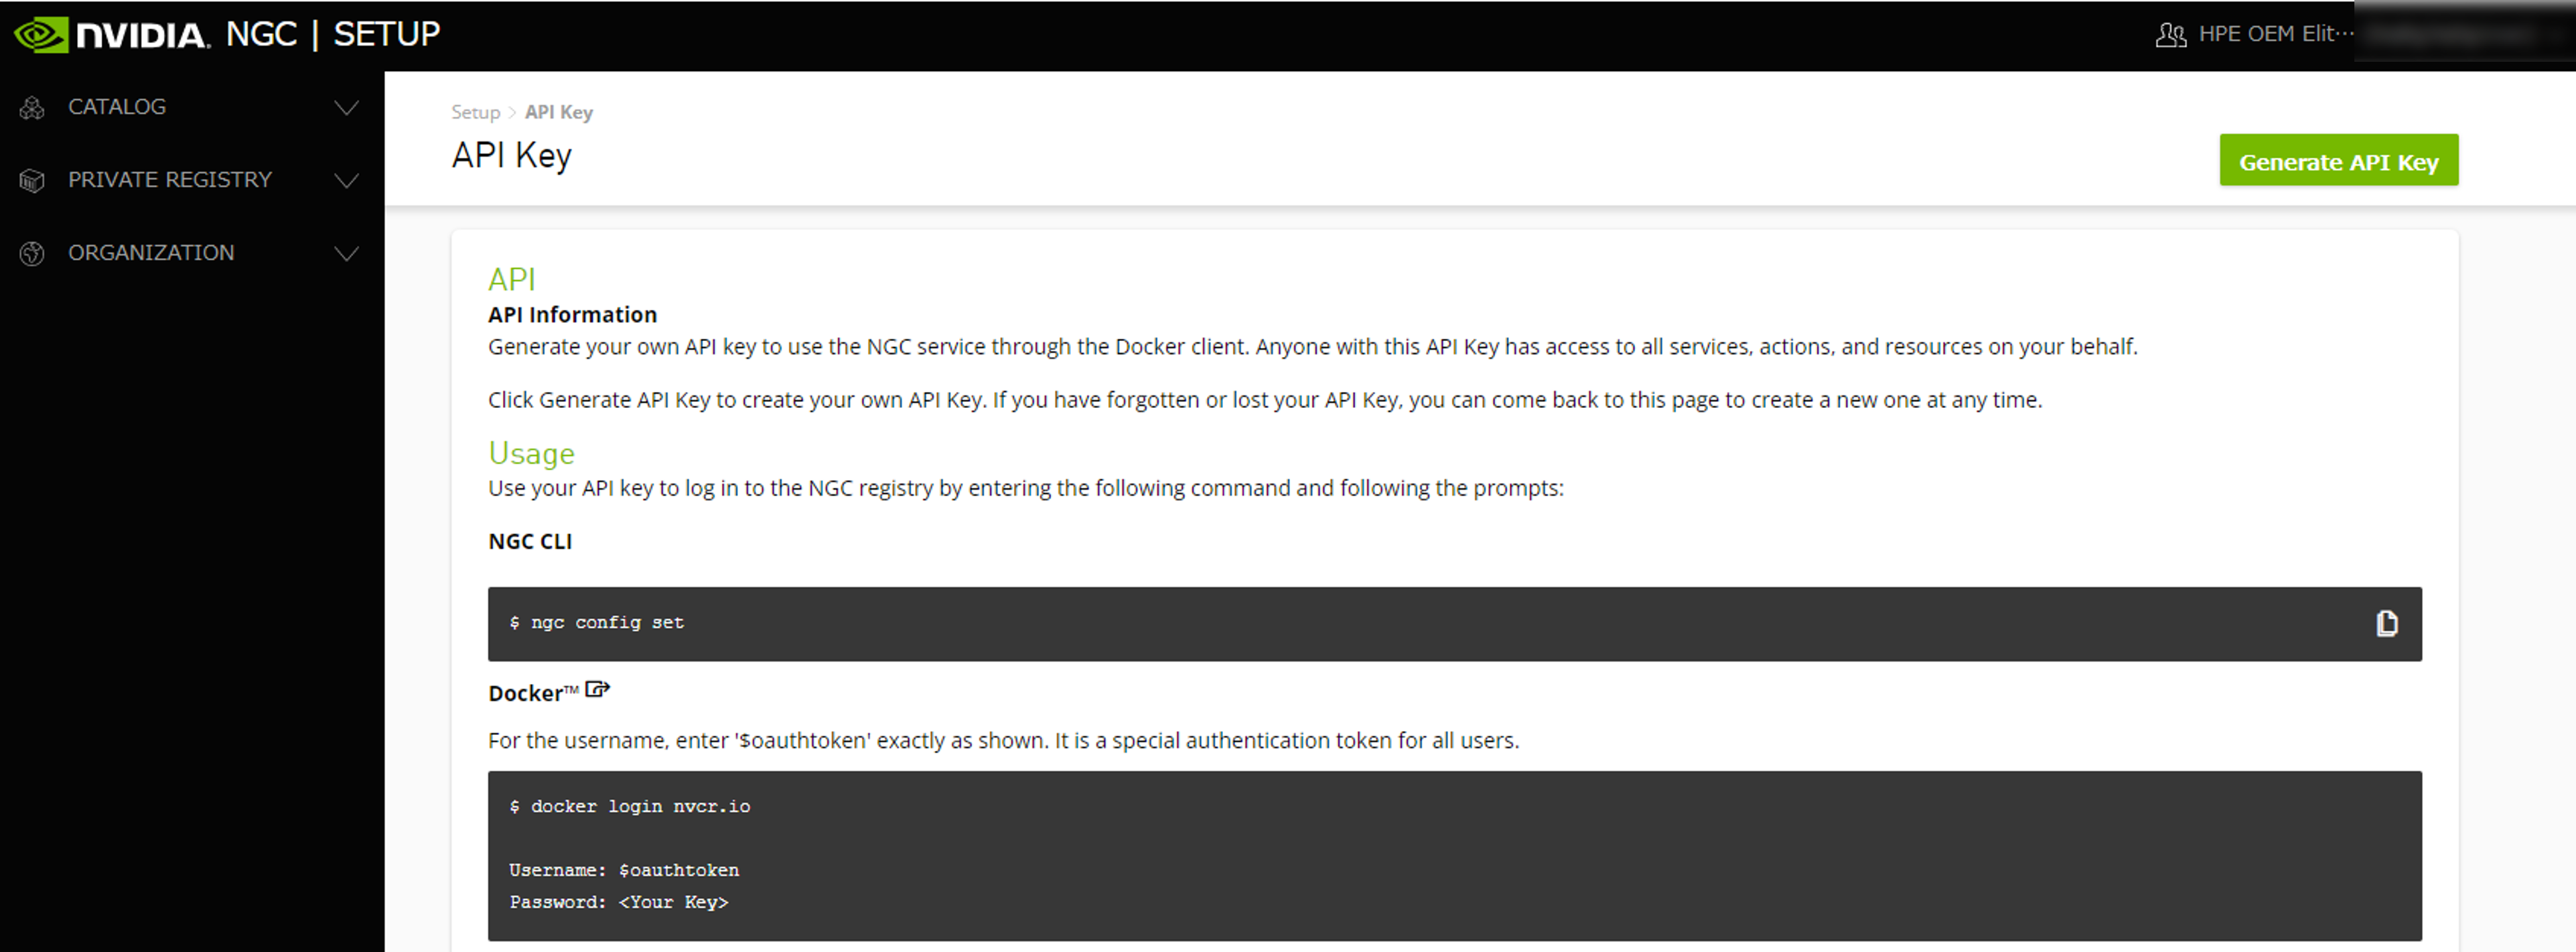 NVIDIA. NGC | SETUP
HPE OEM Elit···
CATALOG
PRIVATE REGISTRY
ORGANIZATION
Setup > API Key
API Key
Generate API Key
API
API Information
Generate your own API key to use the NGC service through the Docker client. Anyone with this API Key has access to all services, actions, and resources on your behalf.
Click Generate API Key to create your own API Key. If you have forgotten or lost your API Key, you can come back to this page to create a new one at any time.
Usage
Use your API key to log in to the NGC registry by entering the following command and following the prompts:
NGC CLI
$ ngc config set
Docker™
For the username, enter '$oauthtoken' exactly as shown. It is a special authentication token for all users.
$ docker login nvcr.io
Username: $oauthtoken
Password: <Your Key>